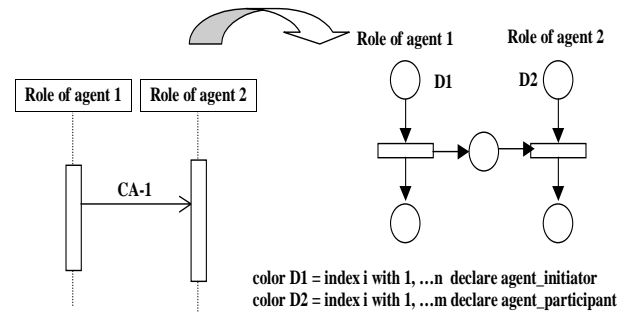 Role of agent 1 Role of agent 2
CA-1
Role of agent 1 Role of agent 2
D1 D2
color D1 = index i with 1, …n declare agent_initiator
color D2 = index i with 1, …m declare agent_participant